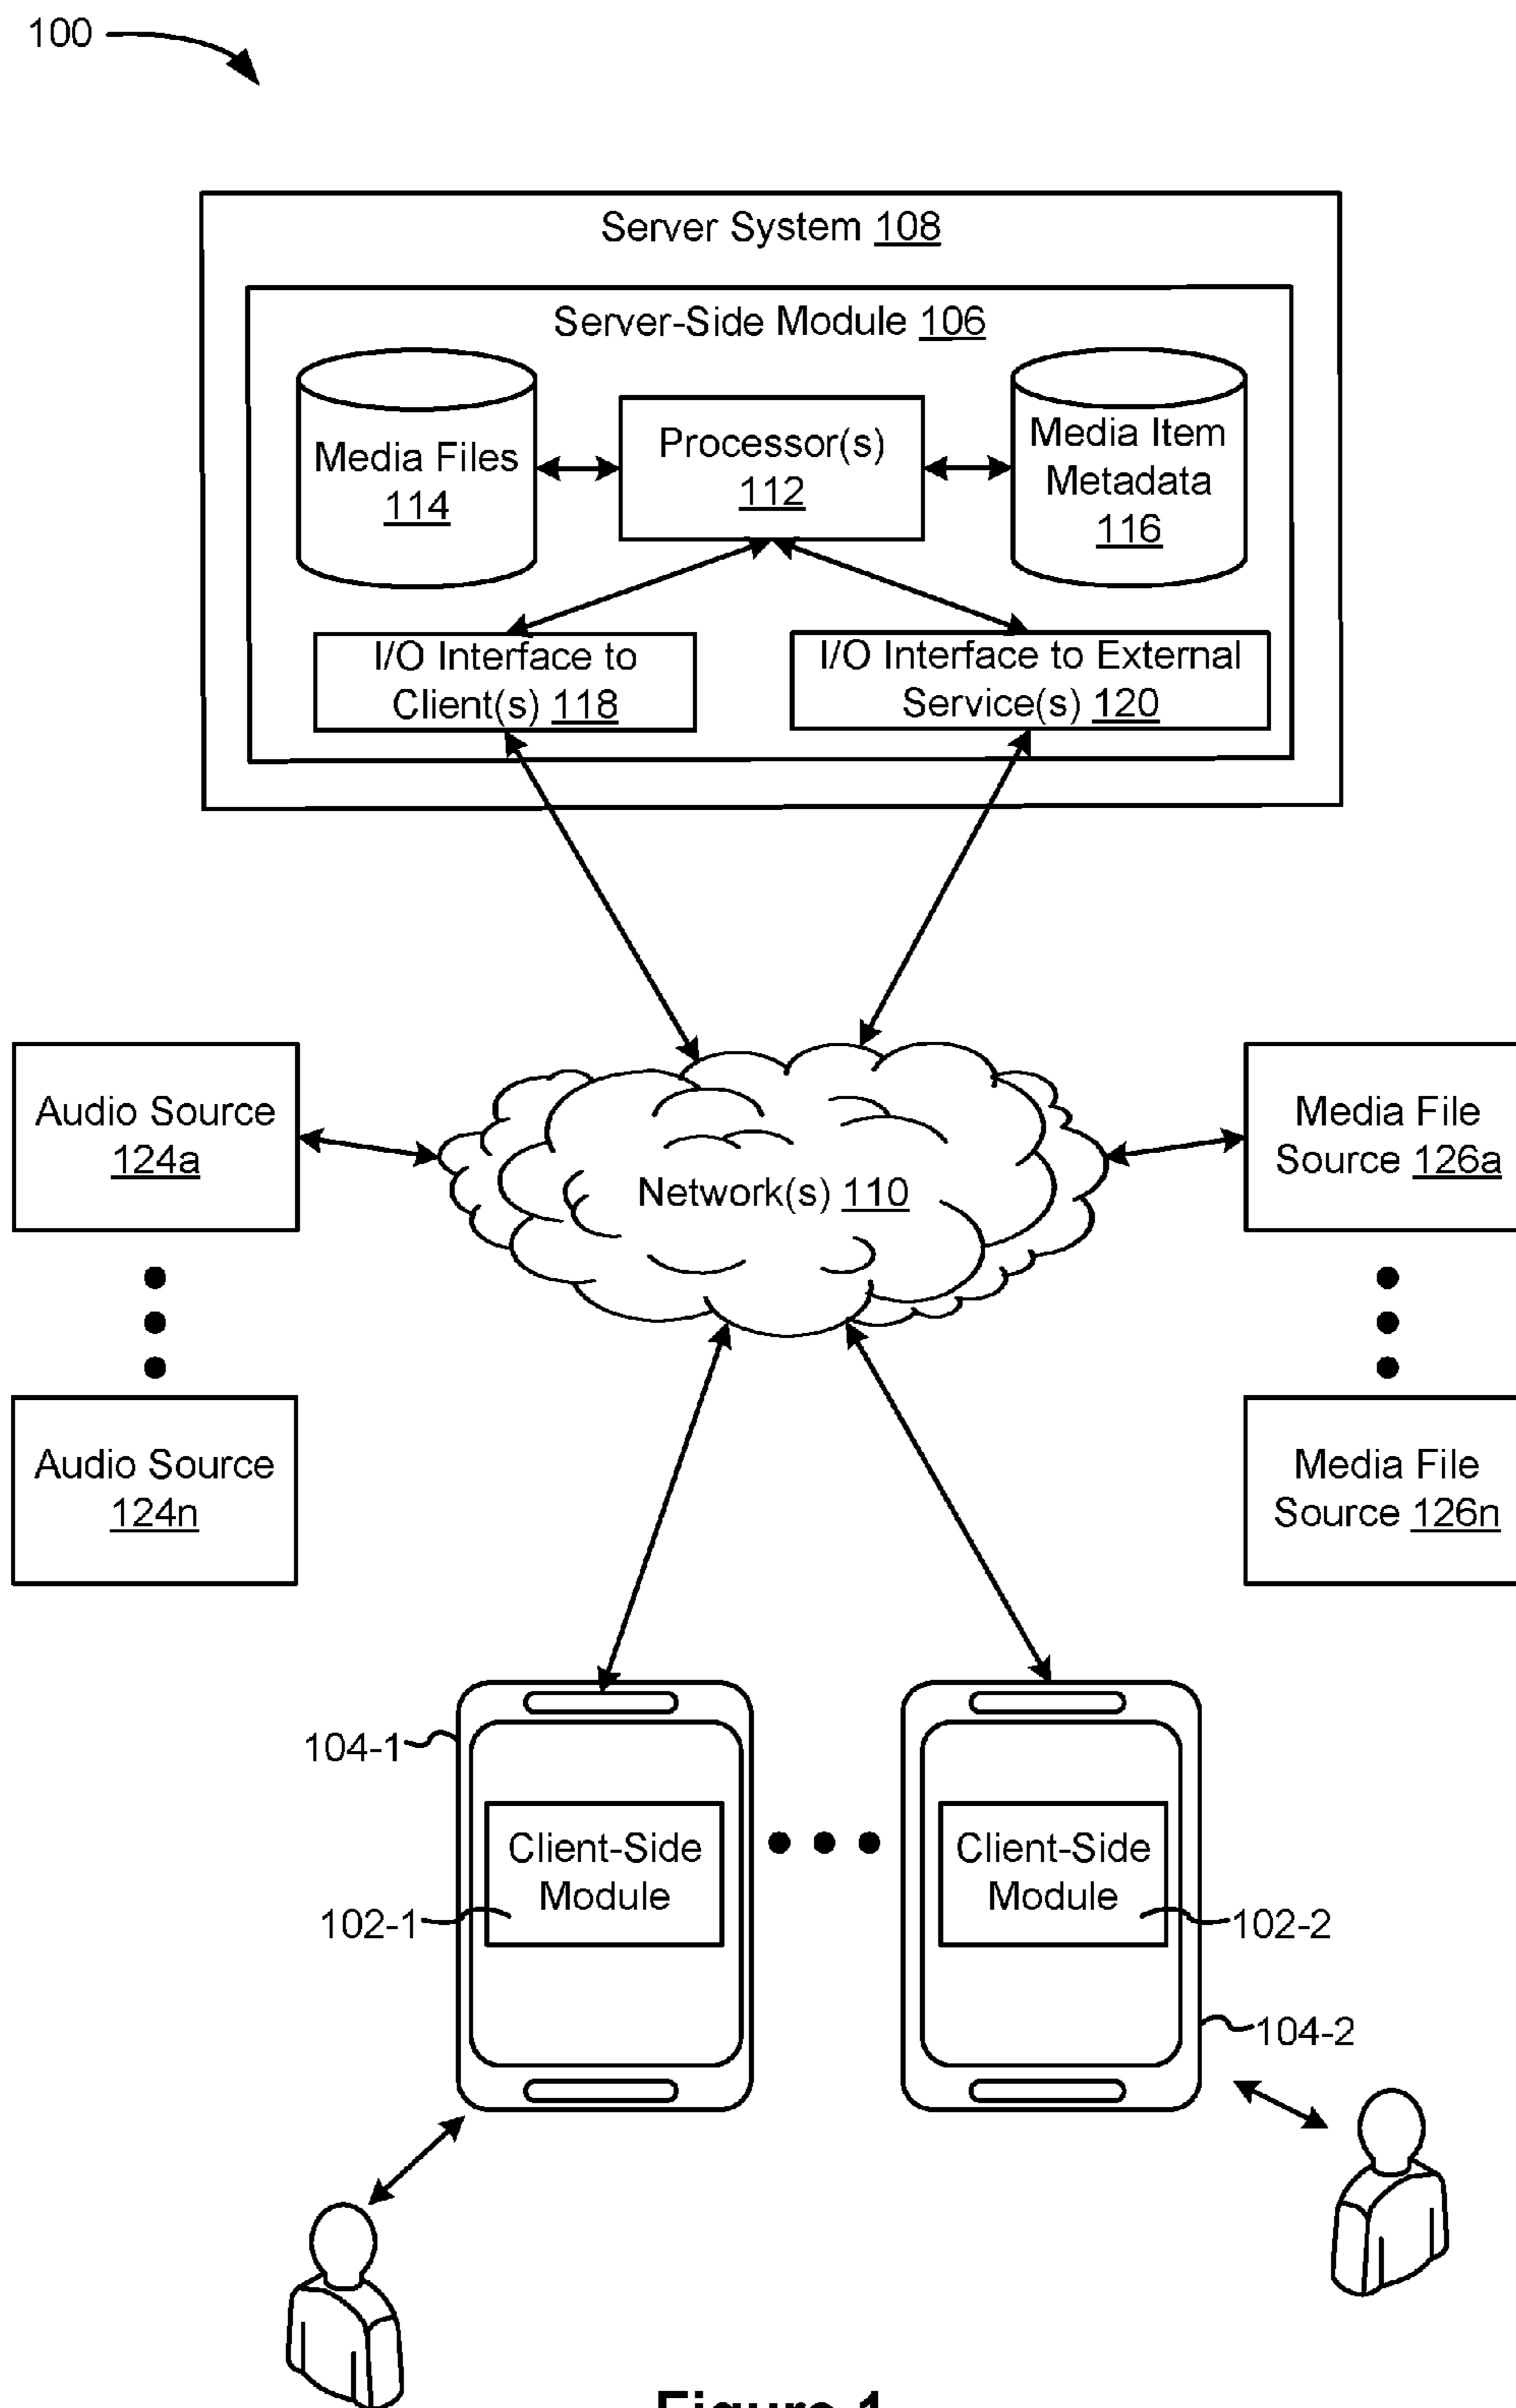 100
Server System 108
Server-Side Module 106
Media Files
114
Processor(s)
112
Media Item
Metadata
116
I/O Interface to
Client(s) 118
I/O Interface to External
Service(s) 120
Audio Source
124a
Network(s) 110
Media File
Source 126a
Audio Source
124n
Media File
Source 126n
104-1
Client-Side
Module
102-1
Client-Side
Module
102-2
104-2
Figure 1